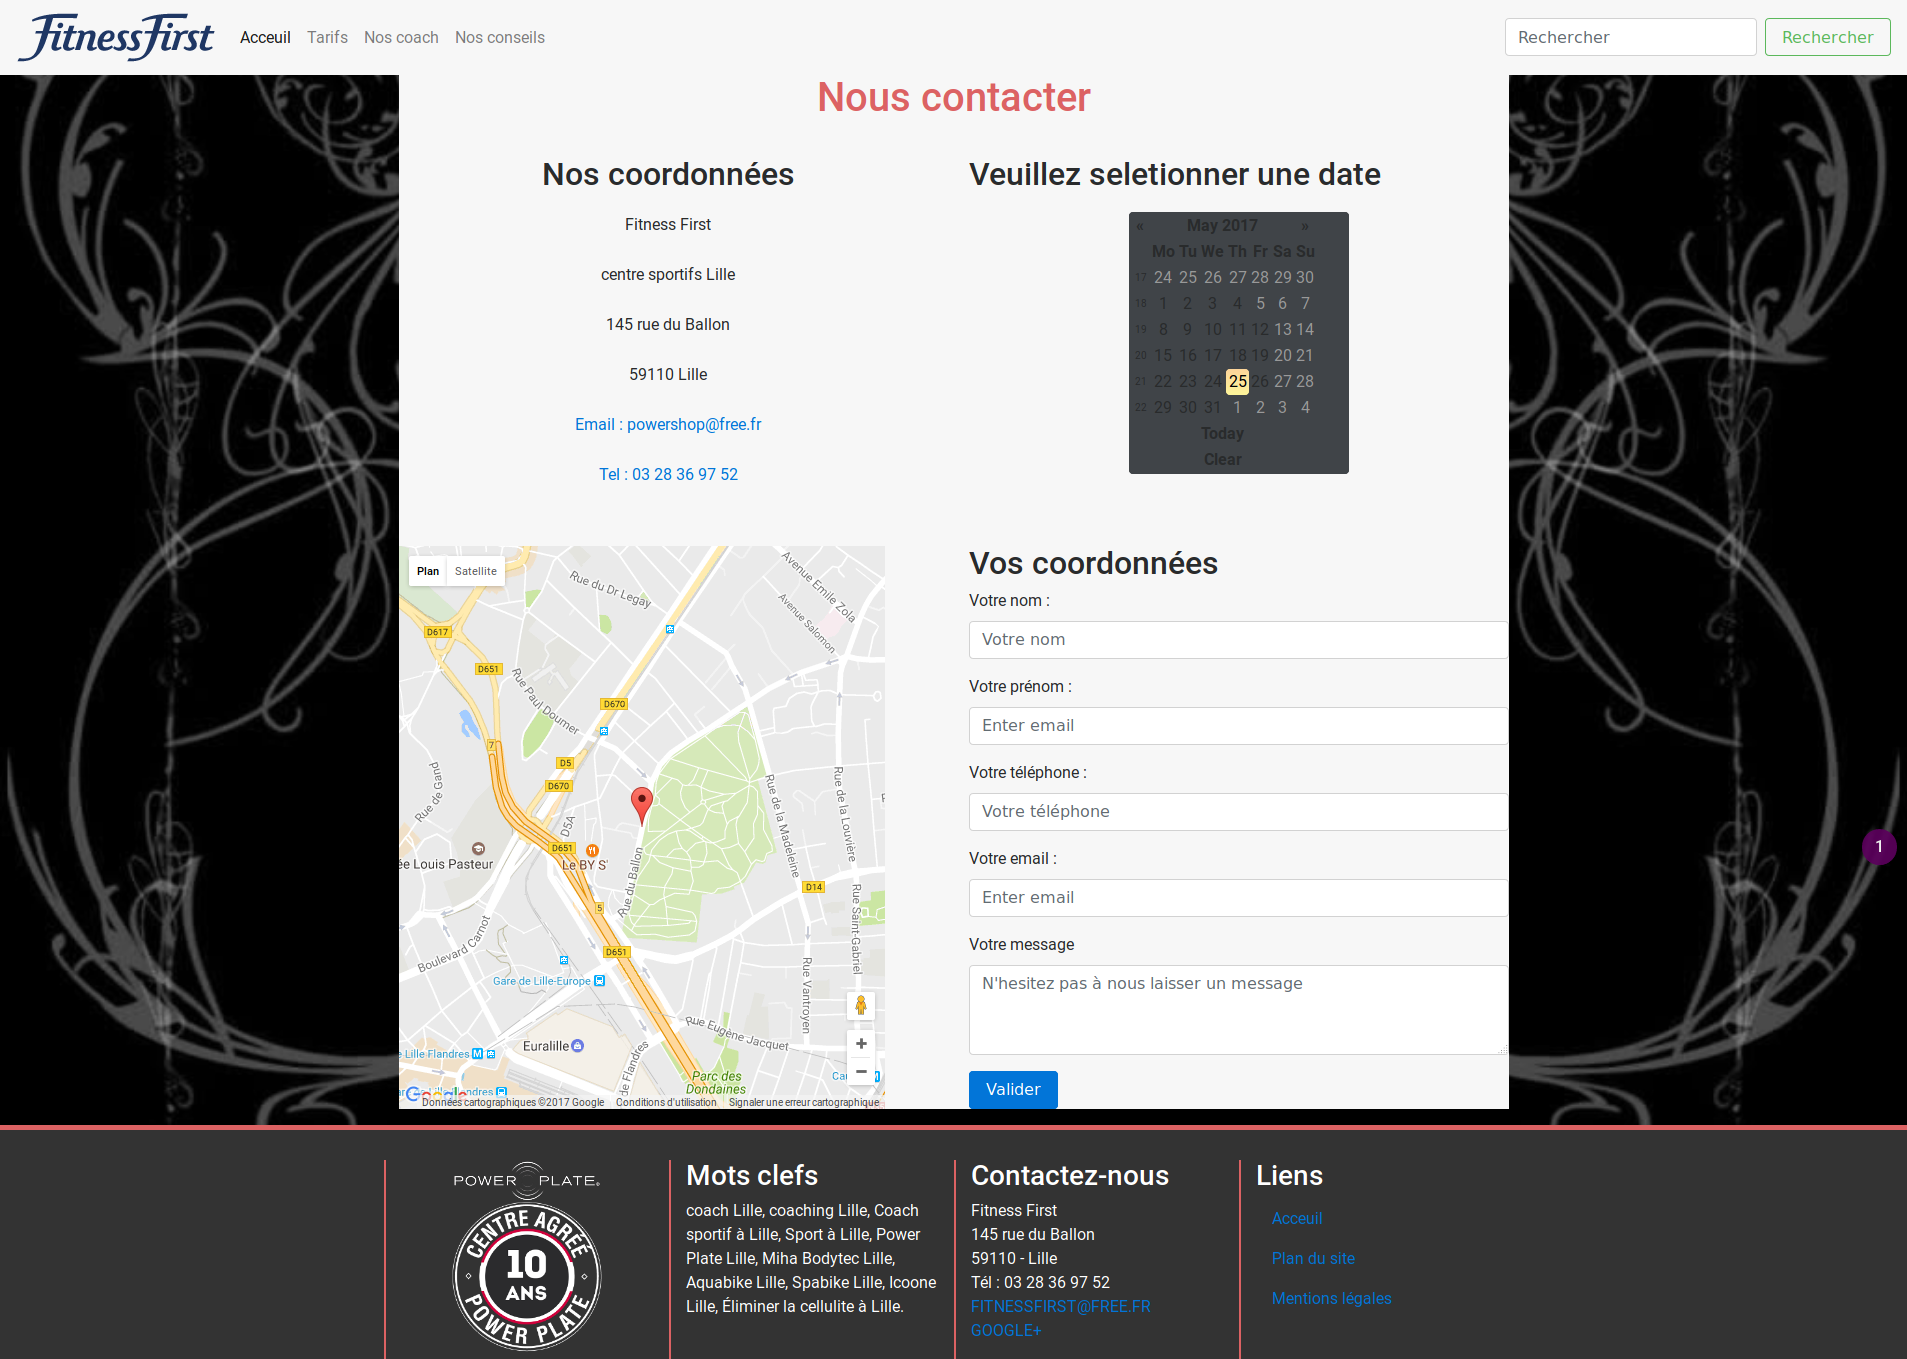 FitnessFirst
Acceuil Tarifs Nos coach Nos conseils
Rechercher Rechercher
Nous contacter
Nos coordonnées
Fitness First
centre sportifs Lille
145 rue du Ballon
59110 Lille
Email : powershop@free.fr
Tel : 03 28 36 97 52
Veuillez seletionner une date
« May 2017 »
Mo Tu We Th Fr Sa Su
17 24 25 26 27 28 29 30
18 1 2 3 4 5 6 7
19 8 9 10 11 12 13 14
20 15 16 17 18 19 20 21
21 22 23 24 25 26 27 28
22 29 30 31 1 2 3 4
Today
Clear
Plan Satellite
Rue du Dr Legay
Avenue Emile Zola
Avenue Salomon
D617
D651
Rue Paul Doumer
D670
7
D5
D670
Rue de Gand
D5A
Rue de la Madeleine
Rue de la Louvière
D651
ée Louis Pasteur
Le BY S'
Rue du Ballon
D14
5
Rue Saint-Gabriel
Boulevard Carnot
D651
Gare de Lille-Europe
Rue Vantroyen
Rue Eugène Jacquet
Euralille
e Lille Flandres M
de Flandres
Parc des
Dondaines
Google
Données cartographiques ©2017 Google Conditions d'utilisation Signaler une erreur cartographique
Vos coordonnées
Votre nom :
Votre nom
Votre prénom :
Enter email
Votre téléphone :
Votre téléphone
Votre email :
Enter email
Votre message
N'hesitez pas à nous laisser un message
Valider
1
POWER PLATE
CENTRE AGRÉÉ
10
ANS
POWER PLATE
Mots clefs
coach Lille, coaching Lille, Coach
sportif à Lille, Sport à Lille, Power
Plate Lille, Miha Bodytec Lille,
Aquabike Lille, Spabike Lille, Icoone
Lille, Éliminer la cellulite à Lille.
Contactez-nous
Fitness First
145 rue du Ballon
59110 - Lille
Tél : 03 28 36 97 52
FITNESSFIRST@FREE.FR
GOOGLE+
Liens
Acceuil
Plan du site
Mentions légales